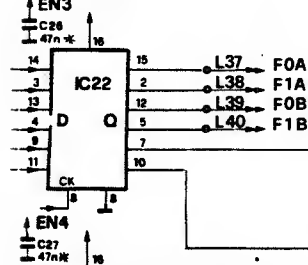 EN3
C26
47n*
16
14 IC22 15 L37 F0A
3 2 L38 F1A
13 12 L39 F0B
4 D Q 5 L40 F1B
9 7
11 10
CK
8 8
EN4
C27
47n*
16